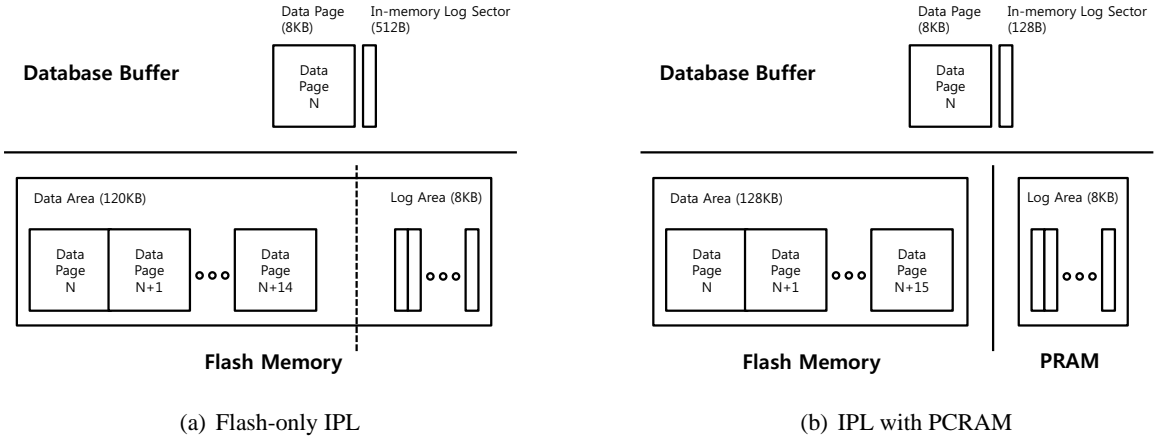 Data Page
(8KB)
In-memory Log Sector
(512B)
Database Buffer
Data
Page
N
Data Area (120KB)
Log Area (8KB)
Data
Page
N
Data
Page
N+1
Data
Page
N+14
Flash Memory
(a) Flash-only IPL
Data Page
(8KB)
In-memory Log Sector
(128B)
Database Buffer
Data
Page
N
Data Area (128KB)
Log Area (8KB)
Data
Page
N
Data
Page
N+1
Data
Page
N+15
Flash Memory
PRAM
(b) IPL with PCRAM